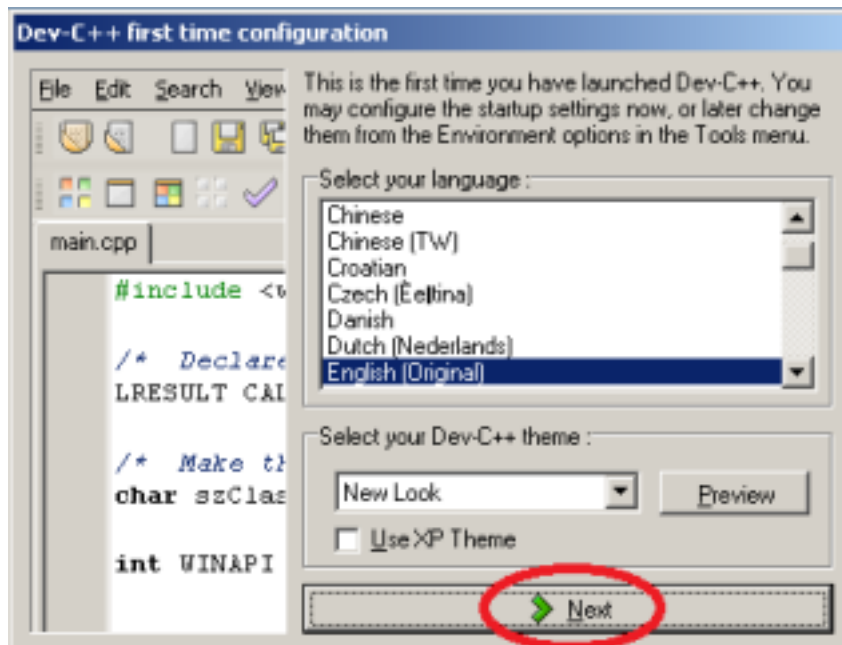 Dev-C++ first time configuration
File Edit Search View
This is the first time you have launched Dev-C++. You
may configure the startup settings now, or later change
them from the Environment options in the Tools menu.
main.cpp
#include <w
/* Declare
LRESULT CAL
/* Make th
char szClas
int WINAPI
Select your language :
Chinese
Chinese (TW)
Croatian
Czech (Èeština)
Danish
Dutch (Nederlands)
English (Original)
Select your Dev-C++ theme :
New Look
Preview
Use XP Theme
Next